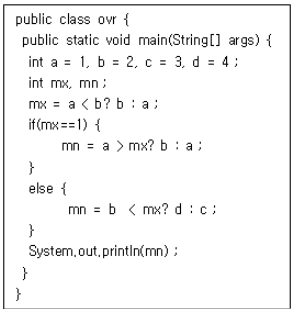 public class ovr {
public static void main(String[] args) {
int a = 1, b = 2, c = 3, d = 4 ;
int mx, mn ;
mx = a < b? b : a ;
if(mx==1) {
mn = a > mx? b : a ;
}
else {
mn = b < mx? d : c ;
}
System.out.println(mn) ;
}
}